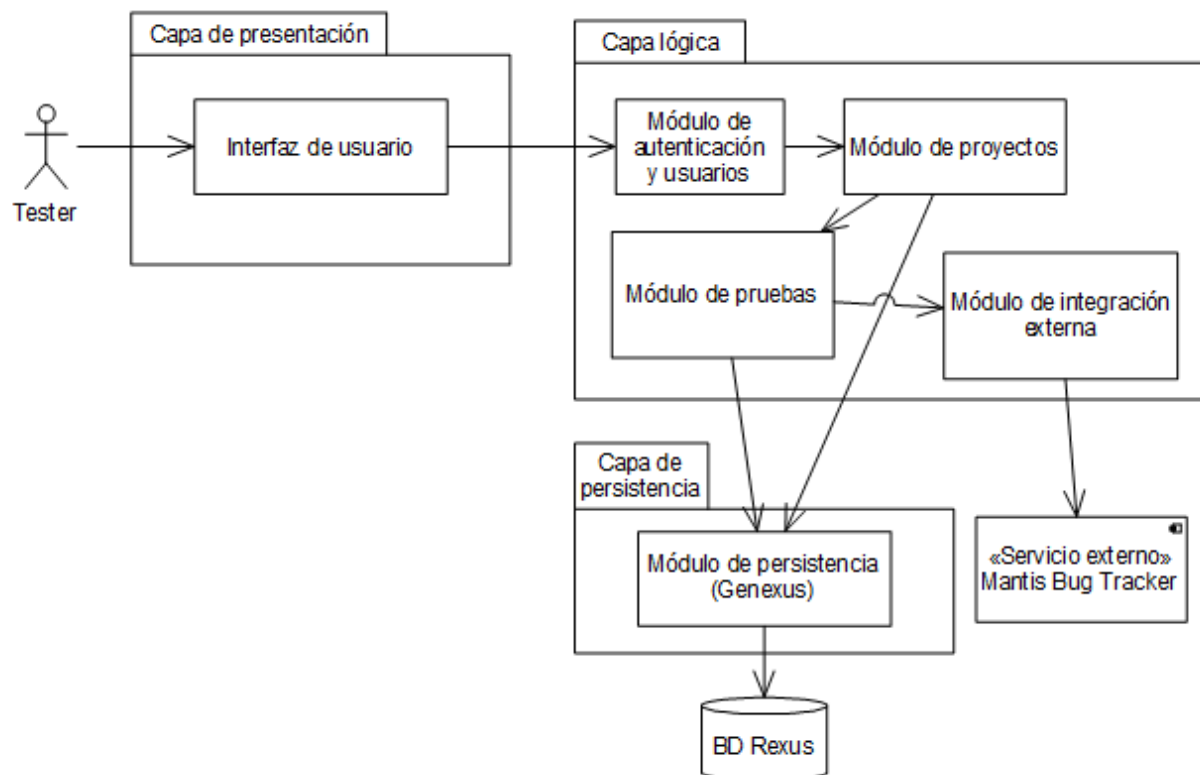 Capa de presentación
Capa lógica
Interfaz de usuario
Módulo de
autenticación
y usuarios
Módulo de proyectos
Tester
Módulo de pruebas
Módulo de integración
externa
Capa de
persistencia
Módulo de persistencia
(Genexus)
«Servicio externo»
Mantis Bug Tracker
BD Rexus